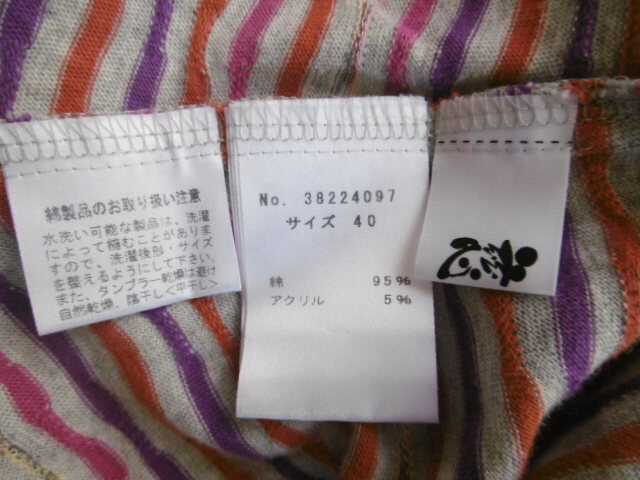 綿製品のお取り扱い注意
水洗い可能な製品は、洗濯
によって縮むことがありま
すので、洗濯後形・サイズ
を整えるようにして下さい。
また、タンブラー乾燥は避け
自然乾燥、陰干し<平干し>
No. 38224097
サイズ 40
綿 95%
アクリル 5%